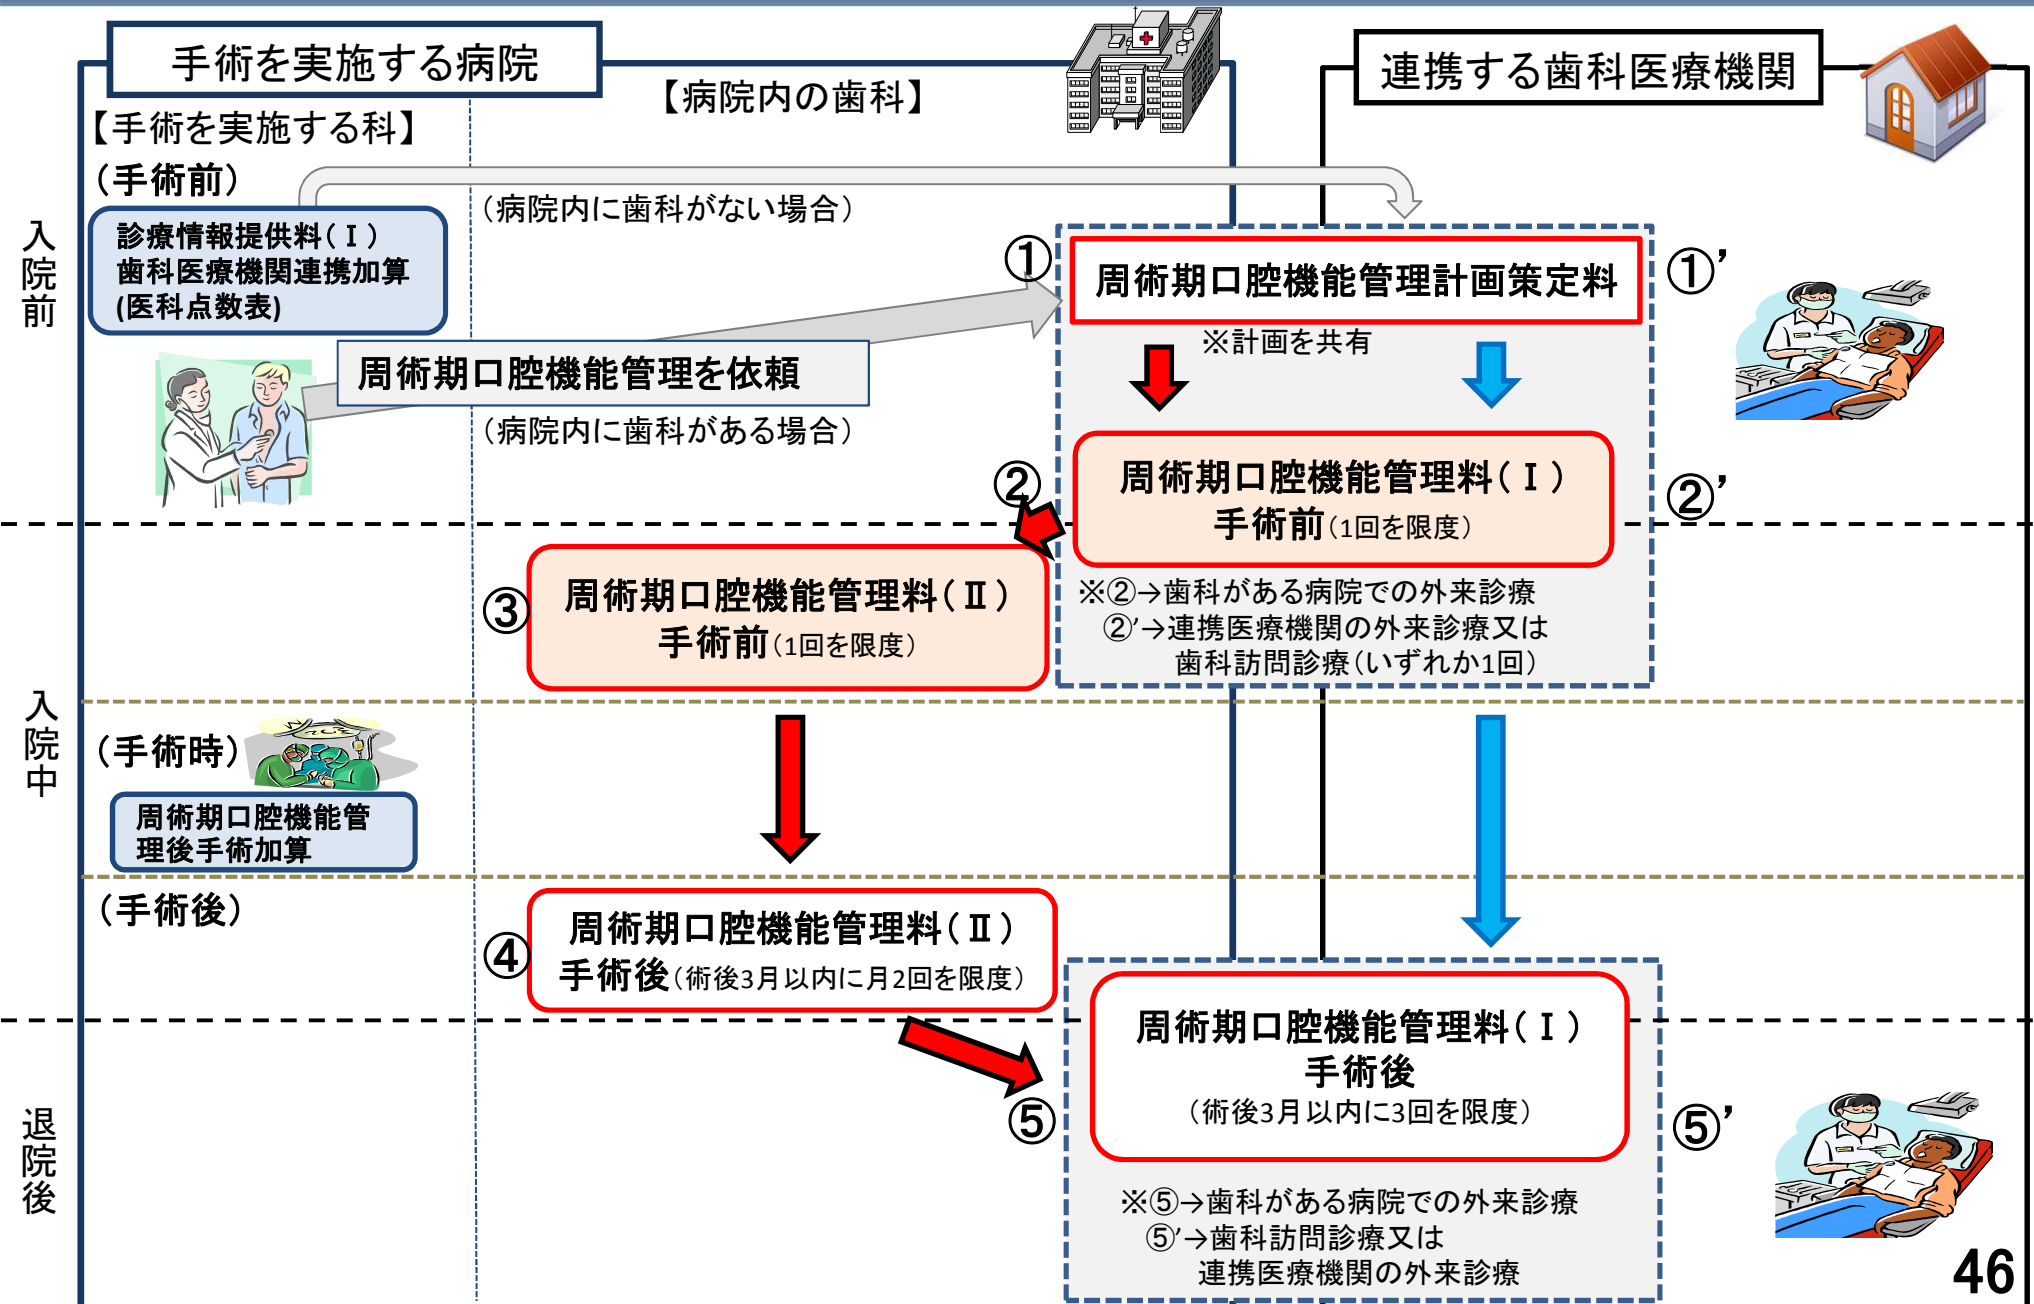 手術を実施する病院
連携する歯科医療機関
【病院内の歯科】
【手術を実施する科】
(手術前)
(病院内に歯科がない場合)
入院前
診療情報提供料(Ⅰ)
歯科医療機関連携加算
(医科点数表)
①
周術期口腔機能管理計画策定料
①’
※計画を共有
周術期口腔機能管理を依頼
(病院内に歯科がある場合)
②
周術期口腔機能管理料(Ⅰ)
手術前(1回を限度)
②’
③
周術期口腔機能管理料(Ⅱ)
手術前(1回を限度)
※②→歯科がある病院での外来診療
②’→連携医療機関の外来診療又は
歯科訪問診療(いずれか1回)
入院中
(手術時)
周術期口腔機能管
理後手術加算
(手術後)
④
周術期口腔機能管理料(Ⅱ)
手術後(術後3月以内に月2回を限度)
退院後
⑤
周術期口腔機能管理料(Ⅰ)
手術後
(術後3月以内に3回を限度)
⑤’
※⑤→歯科がある病院での外来診療
⑤’→歯科訪問診療又は
連携医療機関の外来診療
46